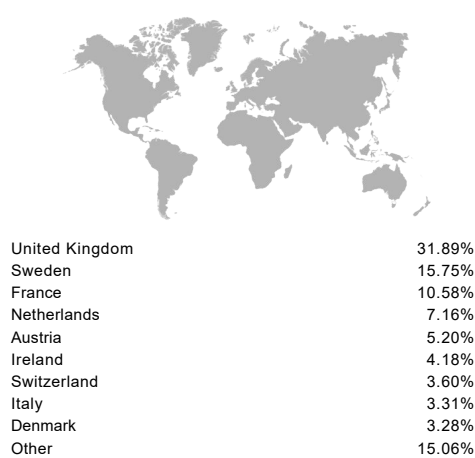 United Kingdom 31.89%
Sweden 15.75%
France 10.58%
Netherlands 7.16%
Austria 5.20%
Ireland 4.18%
Switzerland 3.60%
Italy 3.31%
Denmark 3.28%
Other 15.06%